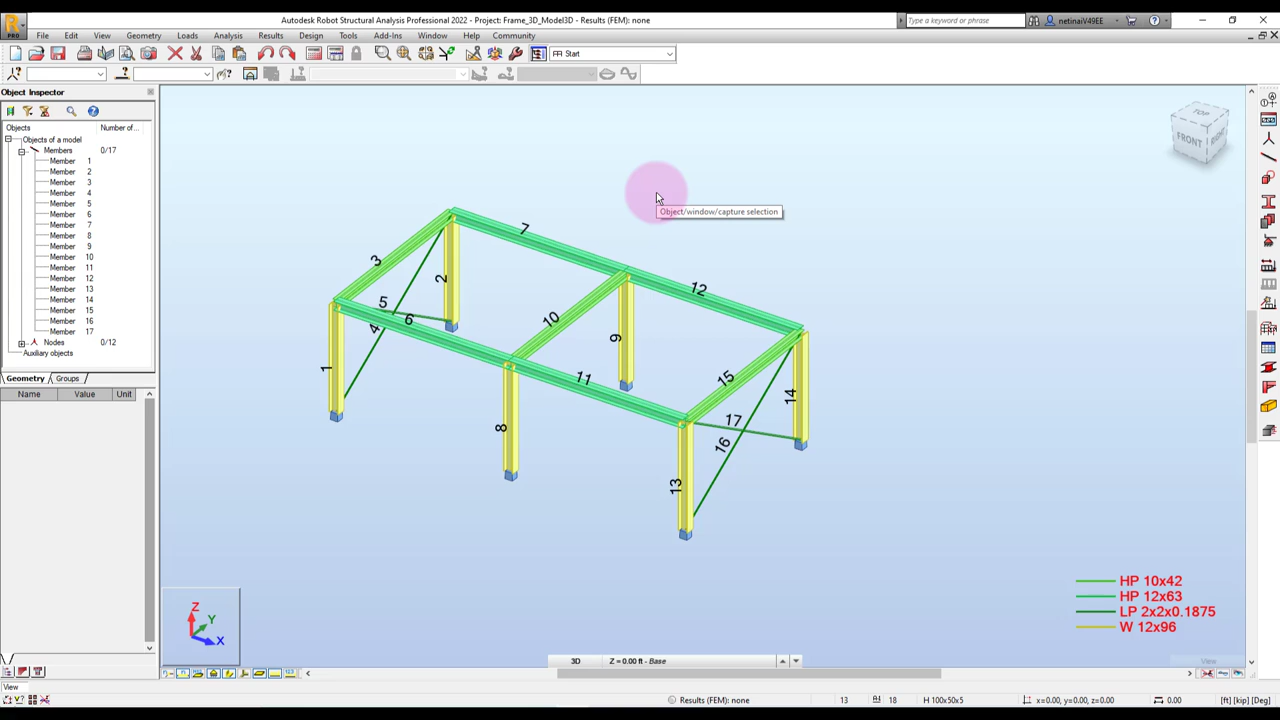 Autodesk Robot Structural Analysis Professional 2022 - Project: Frame_3D_Model3D - Results (FEM): none
Type a keyword or phrase
netinaiV49EE
PRO
File Edit View Geometry Loads Analysis Results Design Tools Add-Ins Window Help Community
Start
Object Inspector
Objects Number of...
Objects of a model
Members 0/17
Member 1
Member 2
Member 3
Member 4
Member 5
Member 6
Member 7
Member 8
Member 9
Member 10
Member 11
Member 12
Member 13
Member 14
Member 15
Member 16
Member 17
Nodes 0/12
Auxiliary objects
Geometry Groups
Name Value Unit
TOP
FRONT
RIGHT
Object/window/capture selection
7
3
2
12
5
6
4
10
9
1
11
15
14
17
8
16
13
HP 10x42
HP 12x63
LP 2x2x0.1875
W 12x96
Z
Y
X
3D Z = 0.00 ft - Base
View
View
Results (FEM): none 13 18 H 100x50x5 x=0.00, y=0.00, z=0.00 0.00 [ft] [kip] [Deg]